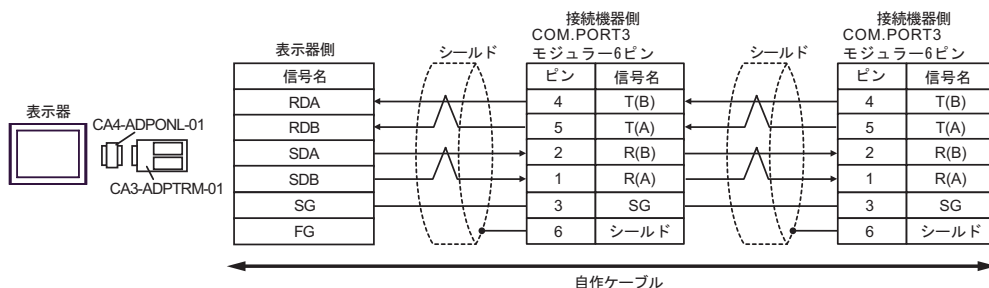 表示器
CA4-ADPONL-01
CA3-ADPTRM-01
表示器側
信号名
RDA
RDB
SDA
SDB
SG
FG
シールド
接続機器側
COM.PORT3
モジュラー6ピン
ピン 信号名
4 T(B)
5 T(A)
2 R(B)
1 R(A)
3 SG
6 シールド
シールド
接続機器側
COM.PORT3
モジュラー6ピン
ピン 信号名
4 T(B)
5 T(A)
2 R(B)
1 R(A)
3 SG
6 シールド
自作ケーブル